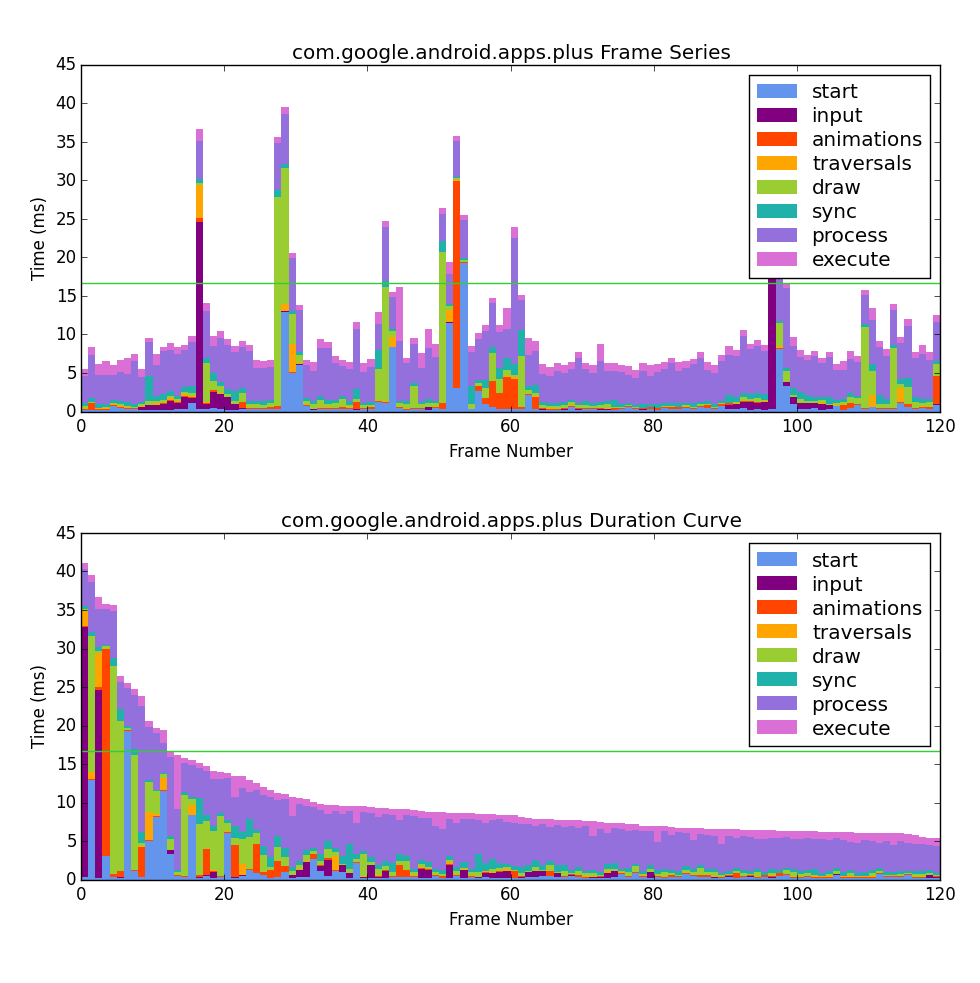 com.google.android.apps.plus Frame Series
45
40
35
30
25
20
15
10
5
0
Time (ms)
start
input
animations
traversals
draw
sync
process
execute
0 20 40 60 80 100 120
Frame Number
com.google.android.apps.plus Duration Curve
45
40
35
30
25
20
15
10
5
0
Time (ms)
start
input
animations
traversals
draw
sync
process
execute
0 20 40 60 80 100 120
Frame Number